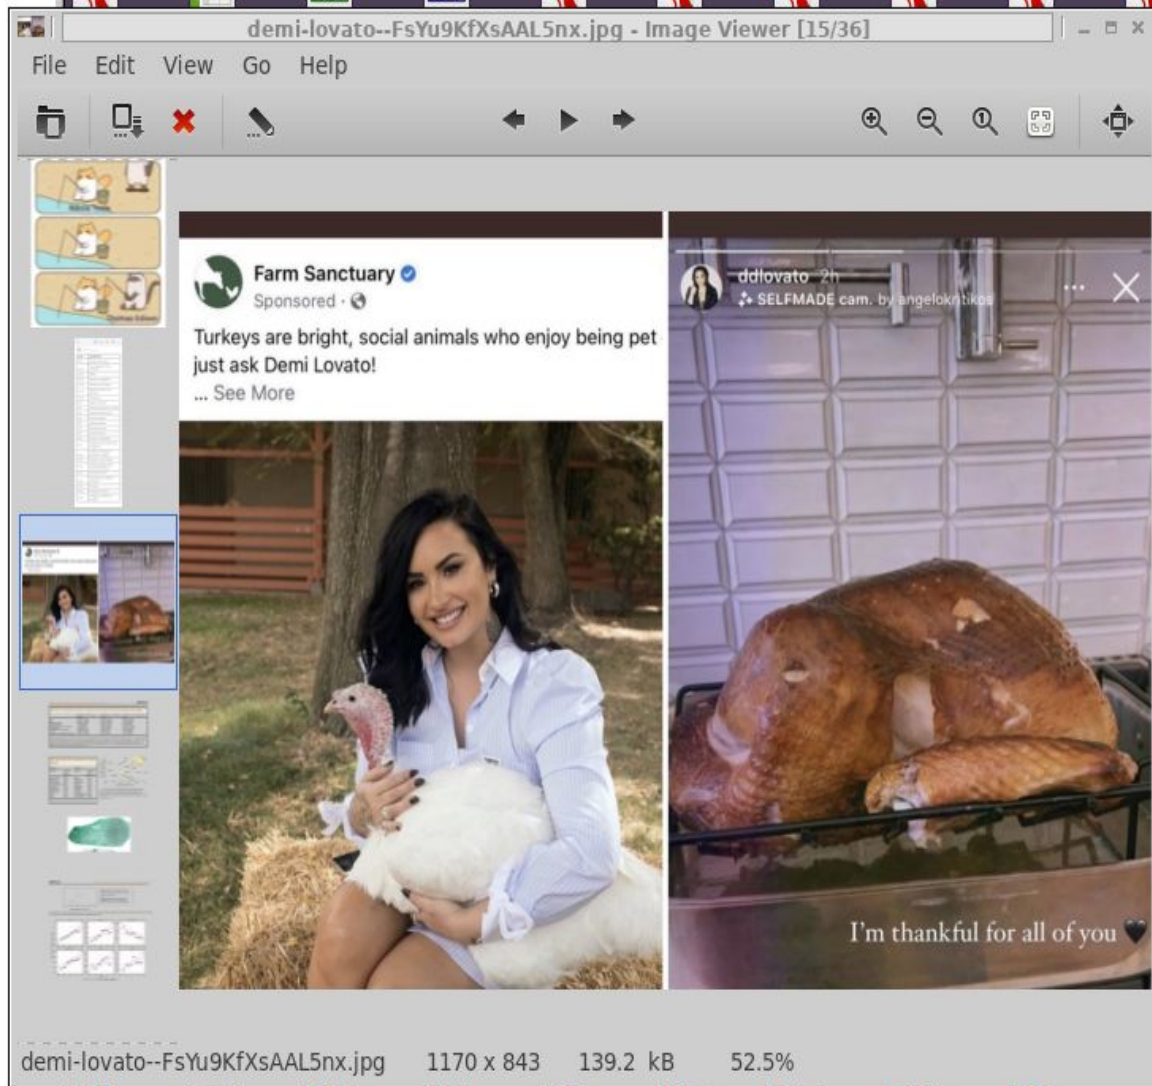 demi-lovato--FsYu9KfXsAAL5nx.jpg - Image Viewer [15/36]
File Edit View Go Help
Farm Sanctuary
Sponsored ·
Turkeys are bright, social animals who enjoy being pet
just ask Demi Lovato!
... See More
ddlovato 2h
SELFMADE cam. by angelokritikos
I'm thankful for all of you 🖤
demi-lovato--FsYu9KfXsAAL5nx.jpg 1170 x 843 139.2 kB 52.5%